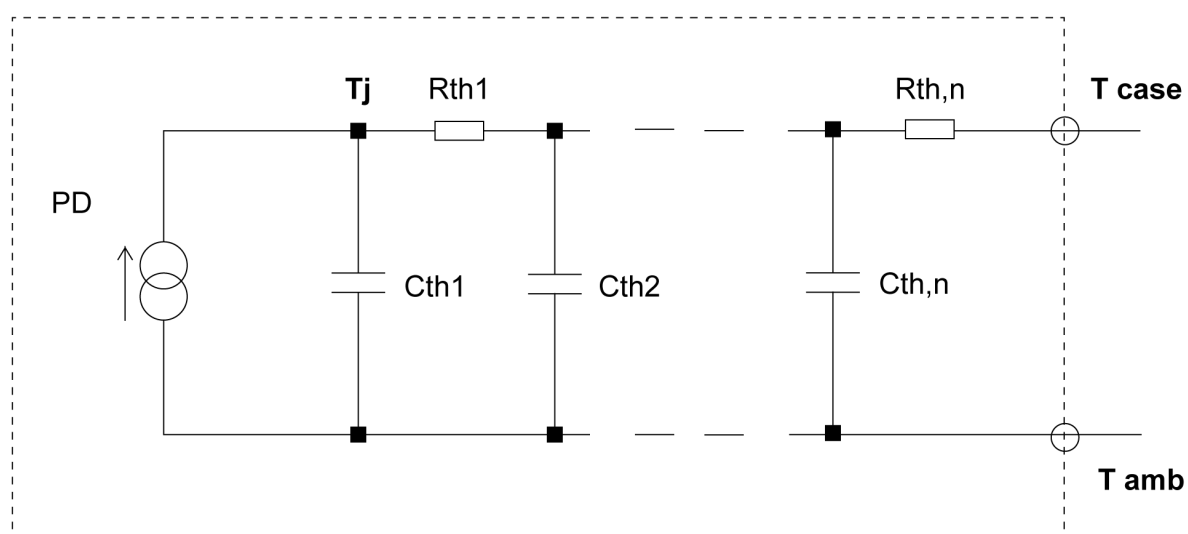 Tj
Rth1
Rth,n
T case
PD
Cth1
Cth2
Cth,n
T amb